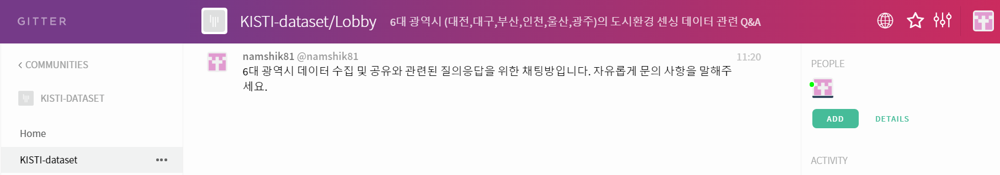 GITTER
KISTI-dataset/Lobby 6대 광역시 (대전,대구,부산,인천,울산,광주)의 도시환경 센싱 데이터 관련 Q&A
< COMMUNITIES
KISTI-DATASET
Home
KISTI-dataset
namshik81 @namshik81 11:20
6대 광역시 데이터 수집 및 공유와 관련된 질의응답을 위한 채팅방입니다. 자유롭게 문의 사항을 말해주
세요.
PEOPLE
ADD DETAILS
ACTIVITY